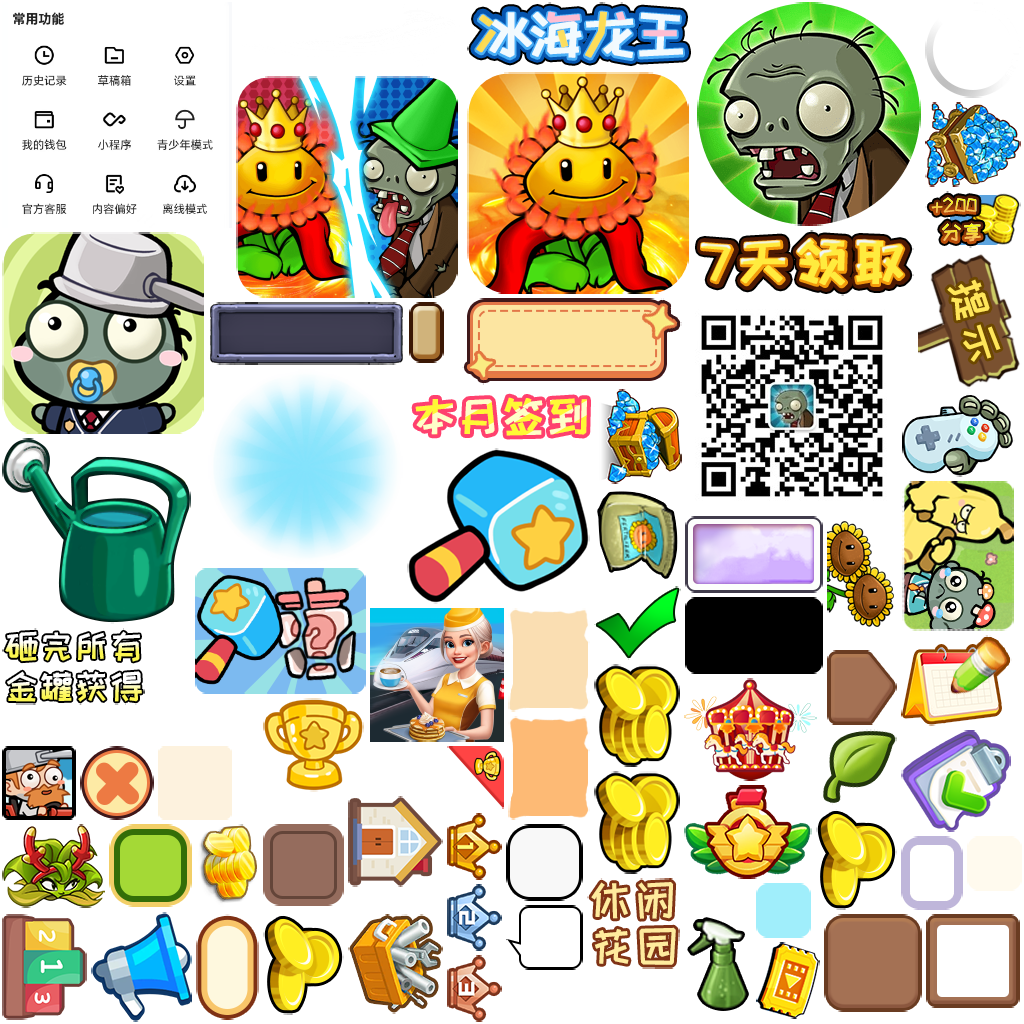 常用功能
历史记录
草稿箱
设置
我的钱包
小程序
青少年模式
官方客服
内容偏好
离线模式
冰海龙王
+200
分享
7天领取
提示
本月签到
砸完所有
金罐获得
1
2
3
2
1
3
休闲
花园